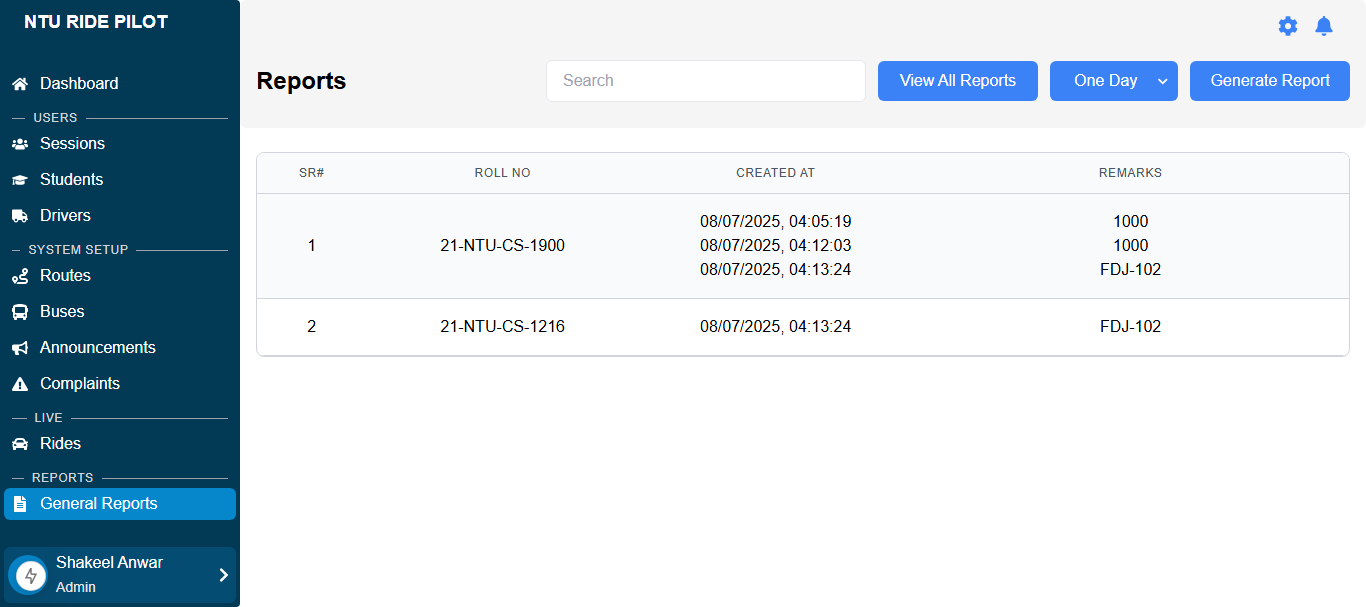 NTU RIDE PILOT
Dashboard
USERS
Sessions
Students
Drivers
SYSTEM SETUP
Routes
Buses
Announcements
Complaints
LIVE
Rides
REPORTS
General Reports
Shakeel Anwar
Admin
Reports
Search
View All Reports
One Day
Generate Report
SR# ROLL NO CREATED AT REMARKS
08/07/2025, 04:05:19 1000
1 21-NTU-CS-1900 08/07/2025, 04:12:03 1000
08/07/2025, 04:13:24 FDJ-102
2 21-NTU-CS-1216 08/07/2025, 04:13:24 FDJ-102